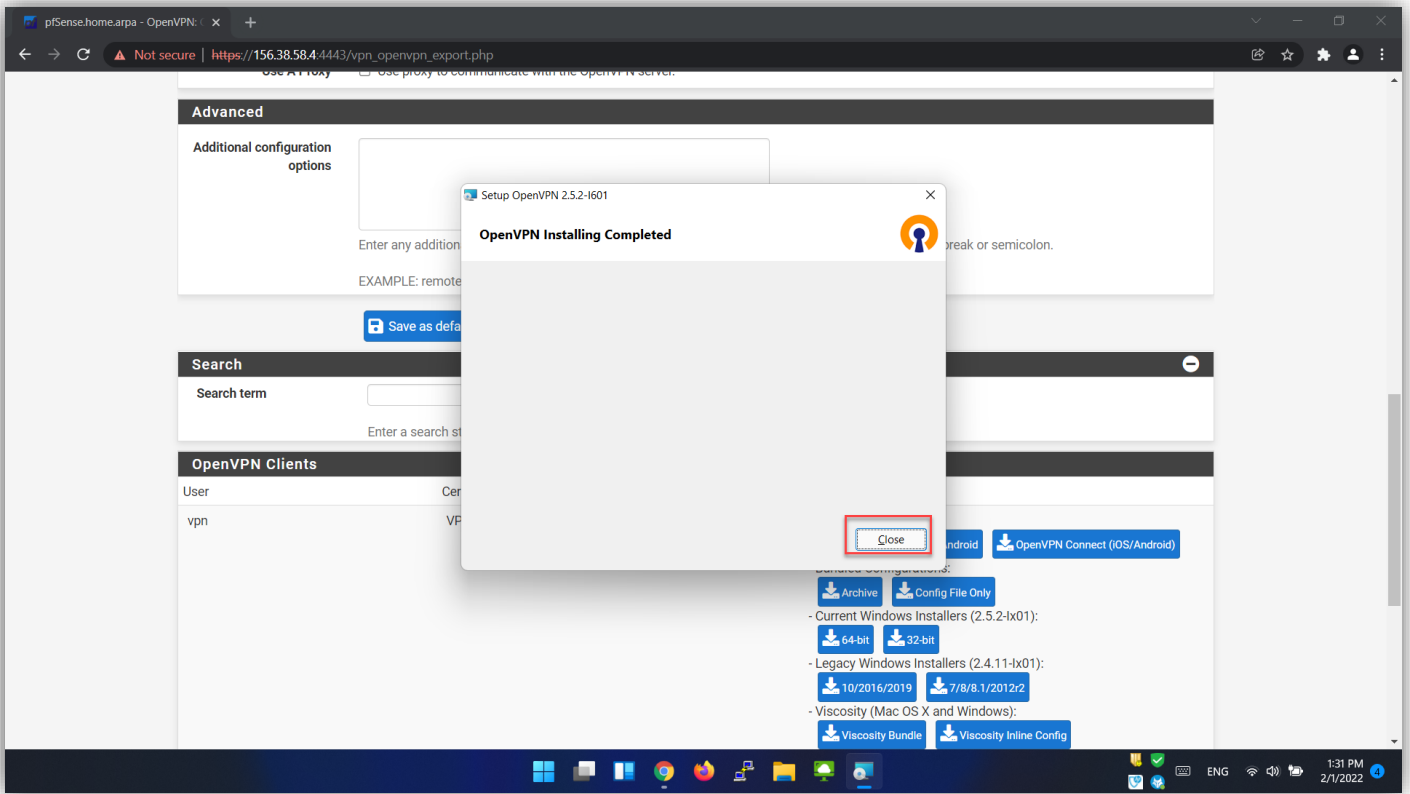 pfSense.home.arpa - OpenVPN:
Not secure | https://156.38.58.4:4443/vpn_openvpn_export.php
Use A Proxy
Use proxy to communicate with the OpenVPN server.
Advanced
Additional configuration
options
Setup OpenVPN 2.5.2-I601
OpenVPN Installing Completed
Enter any addition
break or semicolon.
EXAMPLE: remote
Save as defa
Search
Search term
Enter a search st
OpenVPN Clients
User
Cer
vpn
VP
Close
ndroid
OpenVPN Connect (iOS/Android)
- Bundled Configurations:
Archive
Config File Only
- Current Windows Installers (2.5.2-Ix01):
64-bit
32-bit
- Legacy Windows Installers (2.4.11-Ix01):
10/2016/2019
7/8/8.1/2012r2
- Viscosity (Mac OS X and Windows):
Viscosity Bundle
Viscosity Inline Config
ENG
1:31 PM
2/1/2022
4